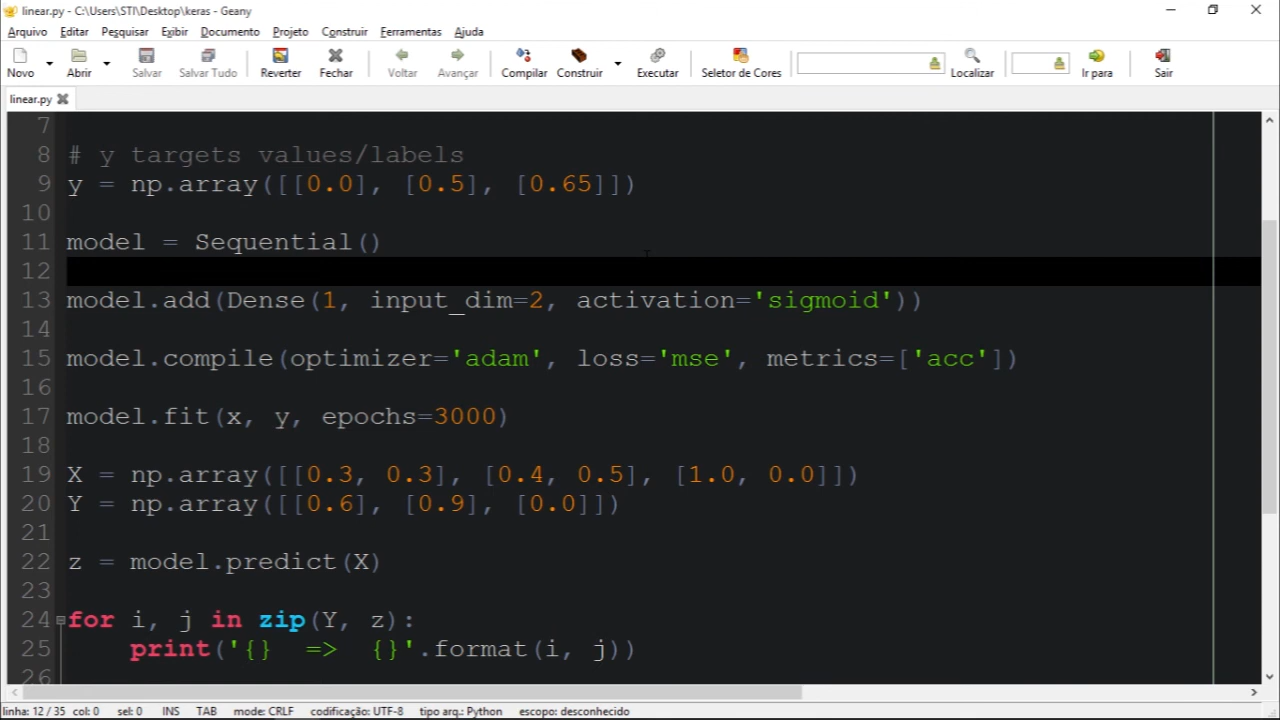 linear.py - C:\Users\STI\Desktop\keras - Geany
Arquivo Editar Pesquisar Exibir Documento Projeto Construir Ferramentas Ajuda
Novo Abrir Salvar Salvar Tudo Reverter Fechar Voltar Avançar Compilar Construir Executar Seletor de Cores Localizar Ir para Sair
linear.py
7
8 # y targets values/labels
9 y = np.array([[0.0], [0.5], [0.65]])
10
11 model = Sequential()
12
13 model.add(Dense(1, input_dim=2, activation='sigmoid'))
14
15 model.compile(optimizer='adam', loss='mse', metrics=['acc'])
16
17 model.fit(x, y, epochs=3000)
18
19 X = np.array([[0.3, 0.3], [0.4, 0.5], [1.0, 0.0]])
20 Y = np.array([[0.6], [0.9], [0.0]])
21
22 z = model.predict(X)
23
24 for i, j in zip(Y, z):
25     print('{}  =>  {}'.format(i, j))
26
linha: 12 / 35 col: 0 sel: 0 INS TAB mode: CRLF codificação: UTF-8 tipo arq.: Python escopo: desconhecido